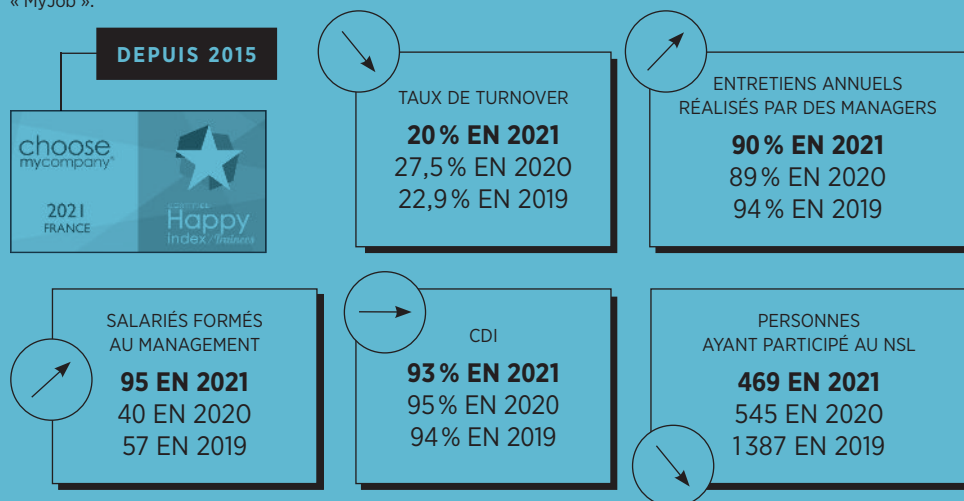 « MyJob ».
DEPUIS 2015
choose
mycompany®
2021
FRANCE
Happy
index/Trainees
TAUX DE TURNOVER
20 % EN 2021
27,5 % EN 2020
22,9 % EN 2019
ENTRETIENS ANNUELS
RÉALISÉS PAR DES MANAGERS
90 % EN 2021
89 % EN 2020
94 % EN 2019
SALARIÉS FORMÉS
AU MANAGEMENT
95 EN 2021
40 EN 2020
57 EN 2019
CDI
93 % EN 2021
95 % EN 2020
94 % EN 2019
PERSONNES
AYANT PARTICIPÉ AU NSL
469 EN 2021
545 EN 2020
1 387 EN 2019